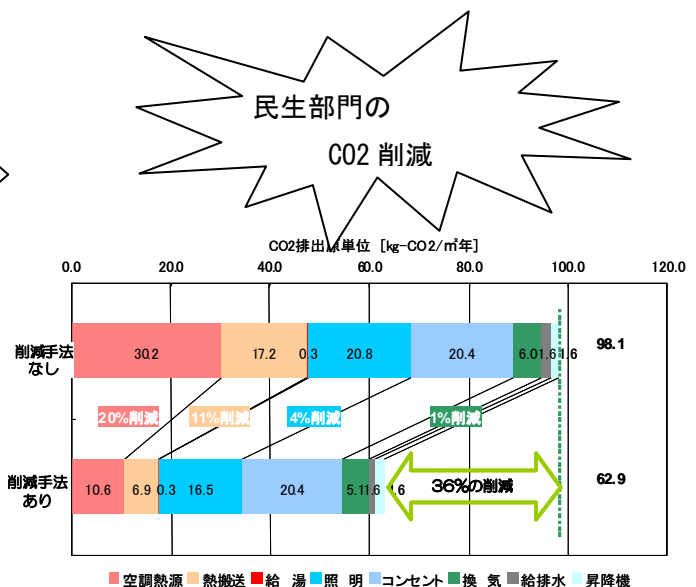 民生部門の
CO2 削減
CO2排出原単位 [kg-CO2/㎡年]
0.0 20.0 40.0 60.0 80.0 100.0 120.0
削減手法
なし
30.2 17.2 0.3 20.8 20.4 6.0 1.6 1.6 98.1
20%削減 11%削減 4%削減 1%削減
削減手法
あり
10.6 6.9 0.3 16.5 20.4 5.1 1.6 1.6 36%の削減 62.9
空調熱源 熱搬送 給 湯 照 明 コンセント 換 気 給排水 昇降機